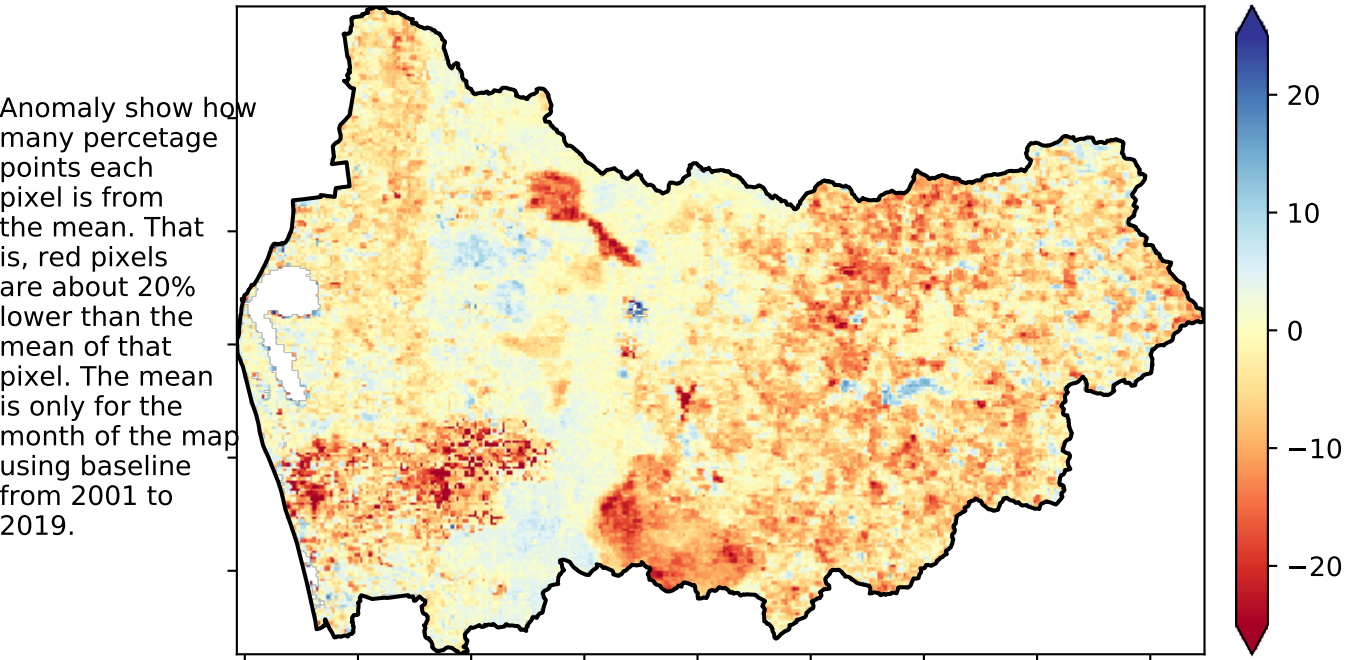 Anomaly show how
many percetage
points each
pixel is from
the mean. That
is, red pixels
are about 20%
lower than the
mean of that
pixel. The mean
is only for the
month of the map
using baseline
from 2001 to
2019.
20
10
0
−10
−20